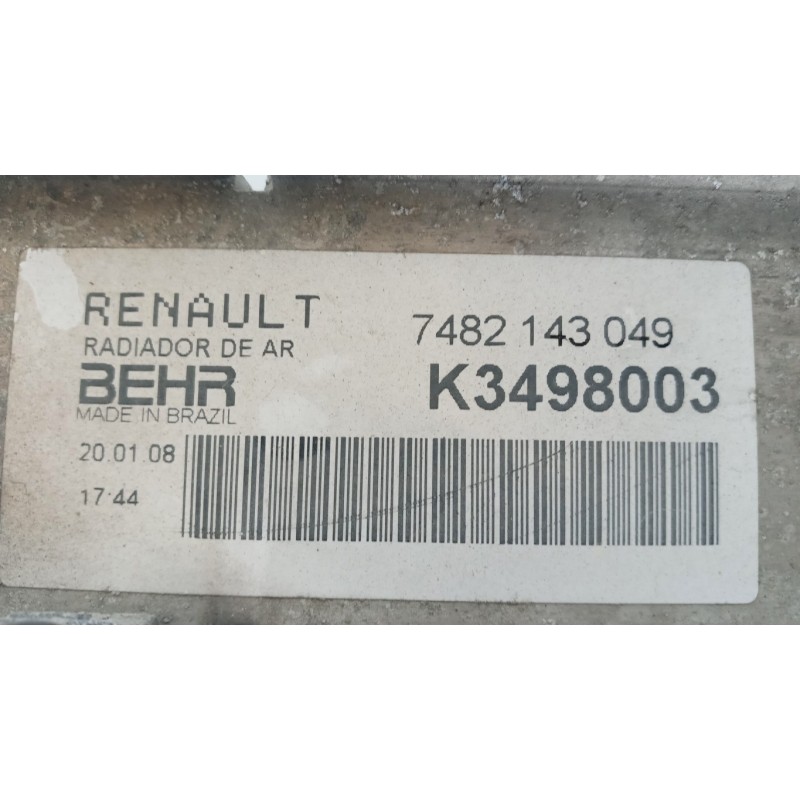 RENAULT
7482 143 049
RADIADOR DE AR
BEHR
K3498003
MADE IN BRAZIL
20.01.08
17:44